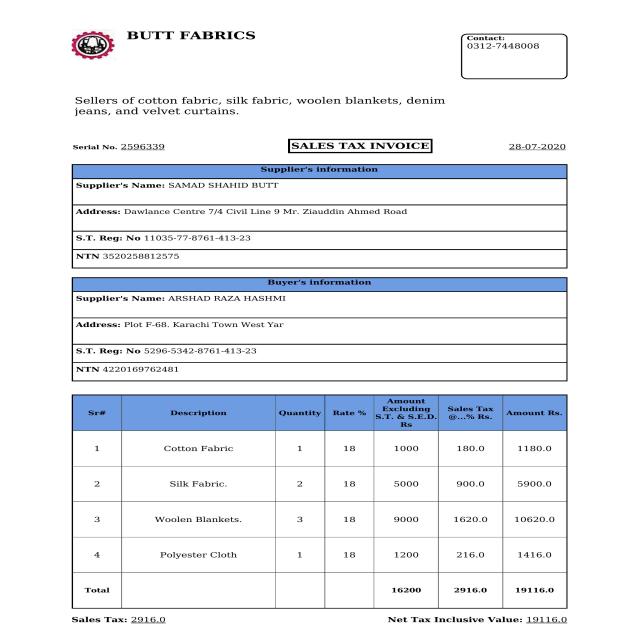 BUTT FABRICS
Contact:
0312-7448008
Sellers of cotton fabric, silk fabric, woolen blankets, denim
jeans, and velvet curtains.
Serial No. 2596339 SALES TAX INVOICE 28-07-2020
Supplier's information
Supplier's Name: SAMAD SHAHID BUTT
Address: Dawlance Centre 7/4 Civil Line 9 Mr. Ziauddin Ahmed Road
S.T. Reg: No 11035-77-8761-413-23
NTN 3520258812575
Buyer's information
Supplier's Name: ARSHAD RAZA HASHMI
Address: Plot F-68. Karachi Town West Yar
S.T. Reg: No 5296-5342-8761-413-23
NTN 4220169762481
Sr# Description Quantity Rate % Amount Excluding S.T. & S.E.D. Rs Sales Tax @...% Rs. Amount Rs.
1 Cotton Fabric 1 18 1000 180.0 1180.0
2 Silk Fabric. 2 18 5000 900.0 5900.0
3 Woolen Blankets. 3 18 9000 1620.0 10620.0
4 Polyester Cloth 1 18 1200 216.0 1416.0
Total 16200 2916.0 19116.0
Sales Tax: 2916.0 Net Tax Inclusive Value: 19116.0